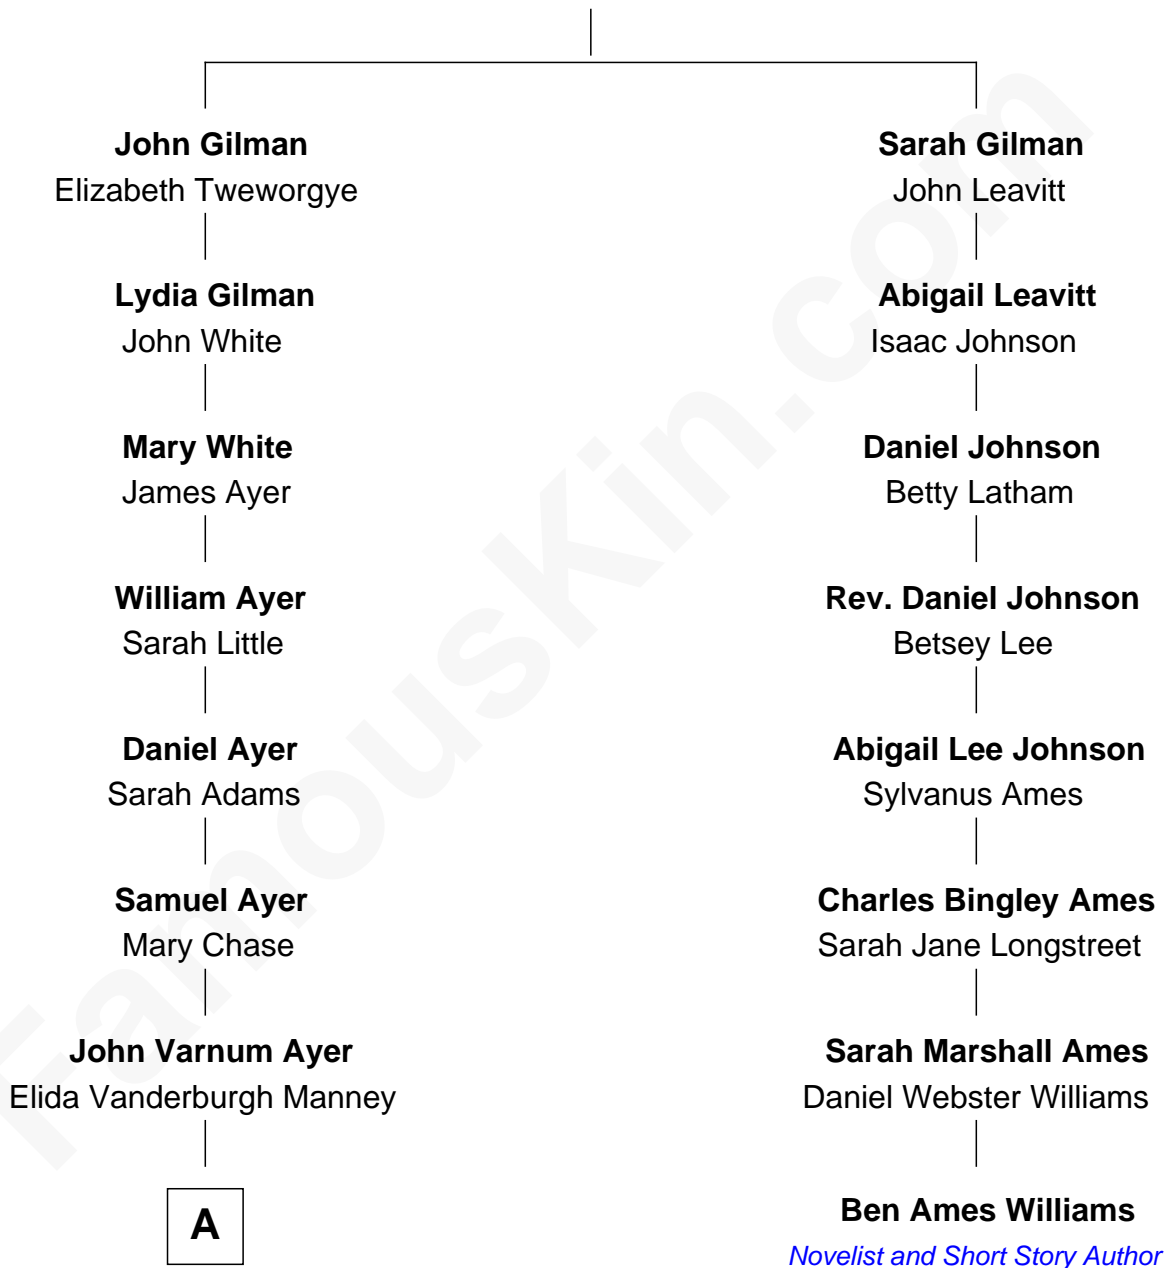 John Gilman
Elizabeth Tweworgye
Lydia Gilman
John White
Mary White
James Ayer
William Ayer
Sarah Little
Daniel Ayer
Sarah Adams
Samuel Ayer
Mary Chase
John Varnum Ayer
Elida Vanderburgh Manney
A
Sarah Gilman
John Leavitt
Abigail Leavitt
Isaac Johnson
Daniel Johnson
Betty Latham
Rev. Daniel Johnson
Betsey Lee
Abigail Lee Johnson
Sylvanus Ames
Charles Bingley Ames
Sarah Jane Longstreet
Sarah Marshall Ames
Daniel Webster Williams
Ben Ames Williams
Novelist and Short Story Author
FamousKin.com